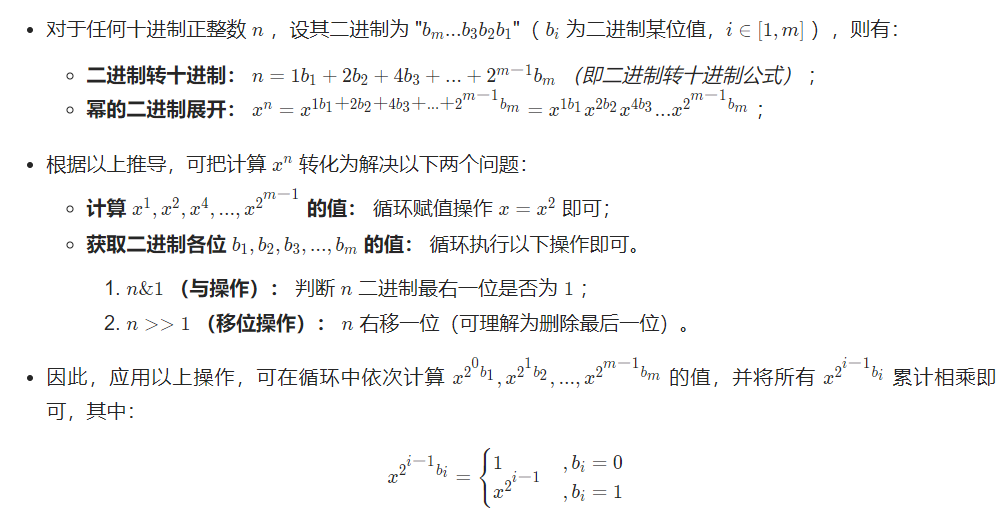 • 对于任何十进制正整数 n ，设其二进制为 "b_m...b_3b_2b_1"（ b_i 为二进制某位值，i ∈ [1, m] ），则有：
◦ 二进制转十进制： n = 1b_1 + 2b_2 + 4b_3 + ... + 2^{m−1}b_m （即二进制转十进制公式） ；
◦ 幂的二进制展开： x^n = x^{1b_1+2b_2+4b_3+...+2^{m−1}b_m} = x^{1b_1}x^{2b_2}x^{4b_3}...x^{2^{m−1}b_m} ；
• 根据以上推导，可把计算 x^n 转化为解决以下两个问题：
◦ 计算 x^1, x^2, x^4, ..., x^{2^{m−1}} 的值： 循环赋值操作 x = x^2 即可；
◦ 获取二进制各位 b_1, b_2, b_3, ..., b_m 的值： 循环执行以下操作即可。
1. n&1 （与操作）： 判断 n 二进制最右一位是否为 1 ；
2. n >> 1 （移位操作）： n 右移一位（可理解为删除最后一位）。
• 因此，应用以上操作，可在循环中依次计算 x^{2^0b_1}, x^{2^1b_2}, ..., x^{2^{m−1}b_m} 的值，并将所有 x^{2^{i−1}b_i} 累计相乘即
可，其中：
x^{2^{i−1}b_i} = { 1 , b_i = 0
x^{2^{i−1}} , b_i = 1